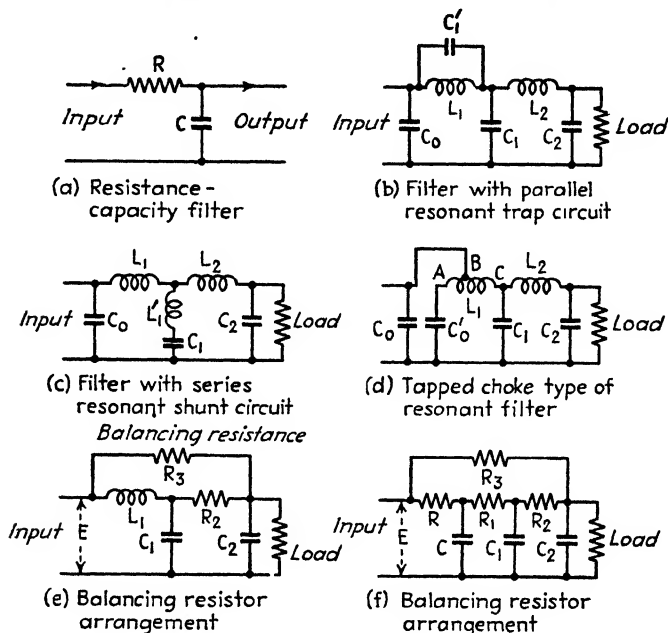 R
Input
C
Output
(a) Resistance-
capacity filter
C₁'
L₁
L₂
Input
C₀
C₁
C₂
Load
(b) Filter with parallel
resonant trap circuit
L₁
L₂
Input
C₀
L₁'
C₁
C₂
Load
(c) Filter with series
resonant shunt circuit
A
B
C
L₂
L₁
C₀
C₀'
C₁
C₂
Load
(d) Tapped choke type of
resonant filter
Balancing resistance
R₃
L₁
R₂
Input
E
C₁
C₂
Load
(e) Balancing resistor
arrangement
R₃
R
R₁
R₂
Input
E
C
C₁
C₂
Load
(f) Balancing resistor
arrangement